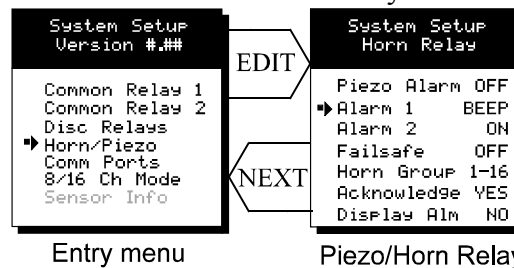 System Setup
Version #.##
Common Relay 1
Common Relay 2
Disc Relays
Horn/Piezo
Comm Ports
8/16 Ch Mode
Sensor Info
Entry menu
EDIT
NEXT
System Setup
Horn Relay
Piezo Alarm OFF
Alarm 1 BEEP
Alarm 2 ON
Failsafe OFF
Horn Group 1-16
Acknowledge YES
Display Alm NO
Piezo/Horn Relay